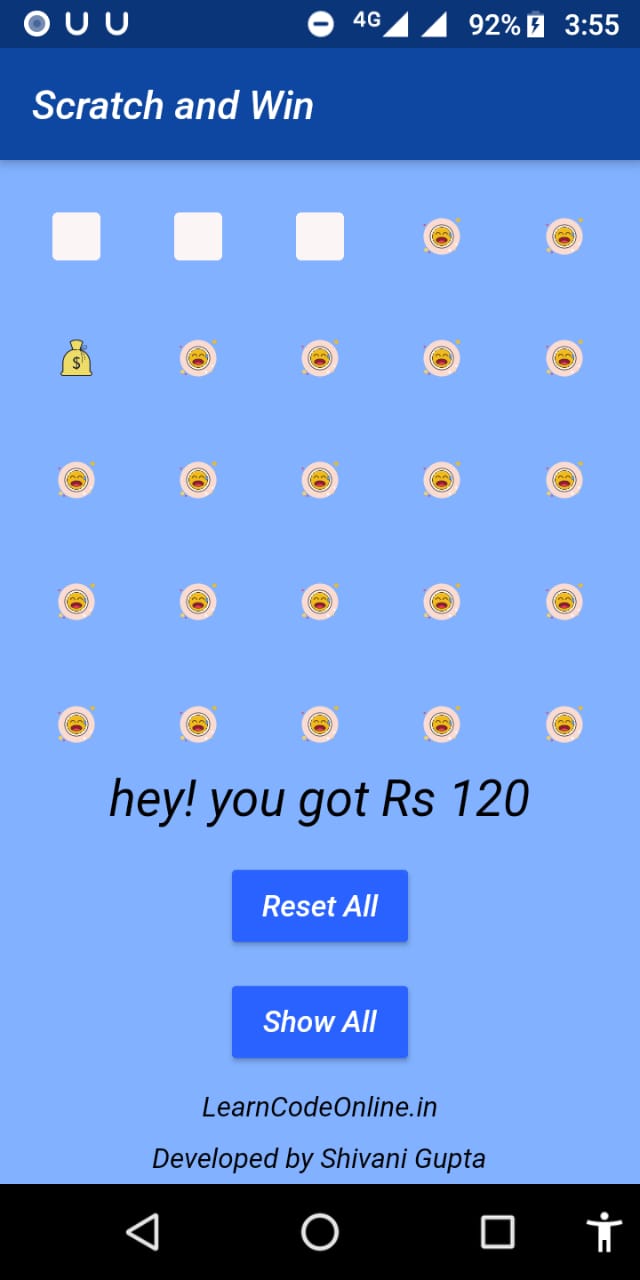 4G 92% 3:55
Scratch and Win
$
hey! you got Rs 120
Reset All
Show All
LearnCodeOnline.in
Developed by Shivani Gupta